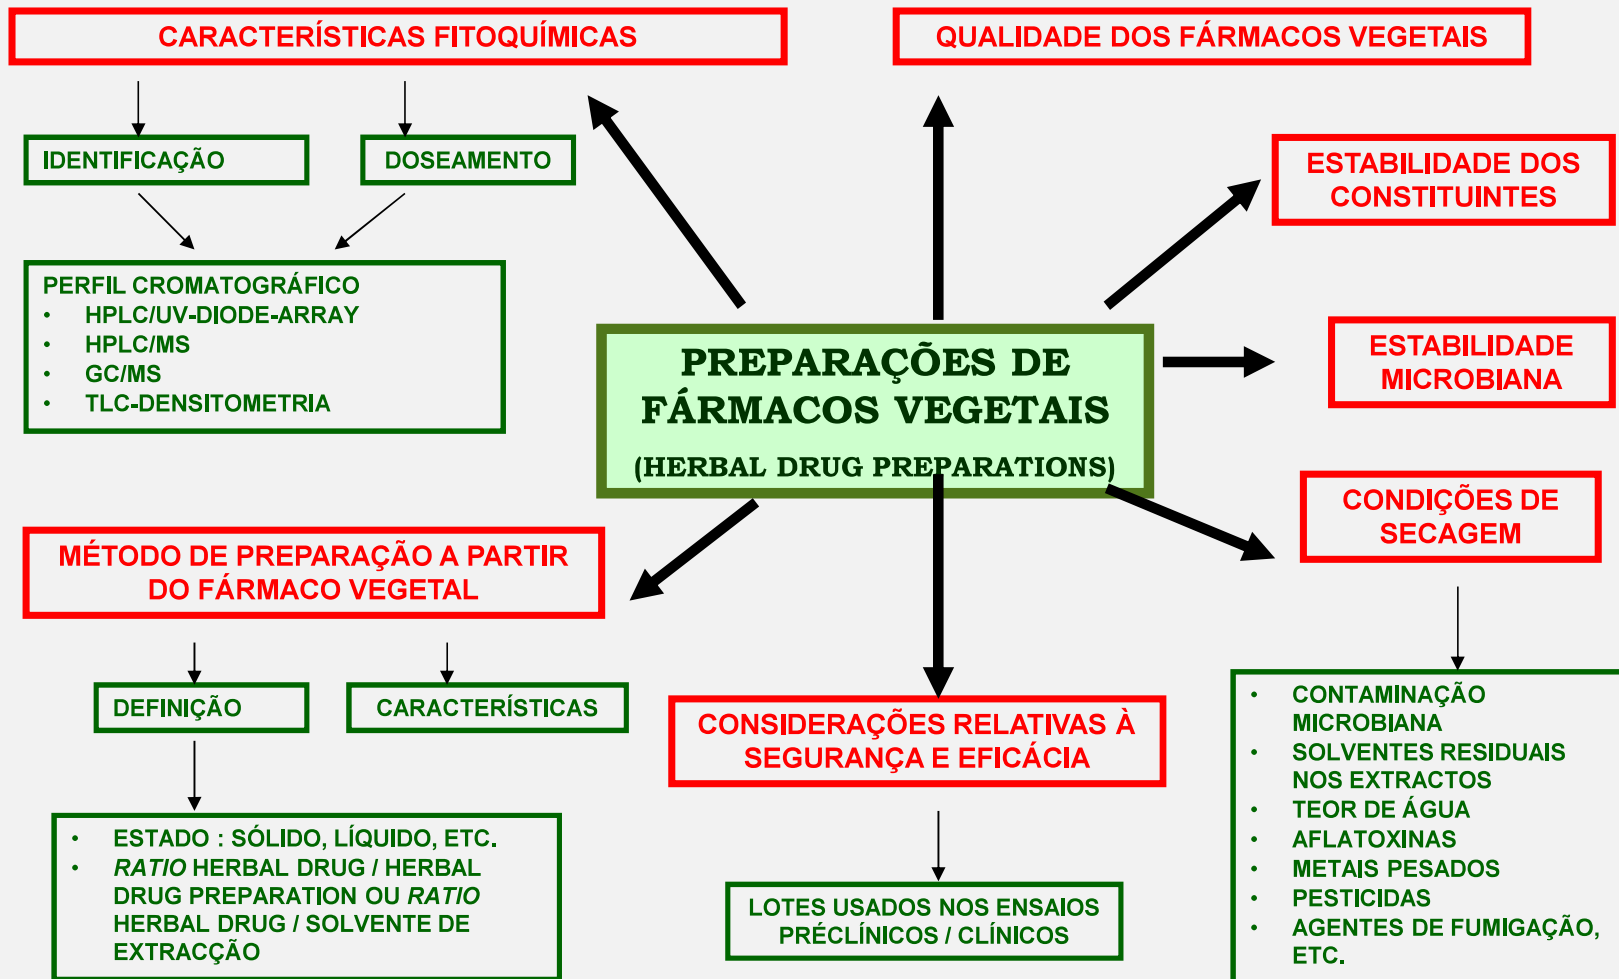 CARACTERÍSTICAS FITOQUÍMICAS
QUALIDADE DOS FÁRMACOS VEGETAIS
IDENTIFICAÇÃO
DOSEAMENTO
ESTABILIDADE DOS
CONSTITUINTES
PERFIL CROMATOGRÁFICO
• HPLC/UV-DIODE-ARRAY
• HPLC/MS
• GC/MS
• TLC-DENSITOMETRIA
PREPARAÇÕES DE
FÁRMACOS VEGETAIS
(HERBAL DRUG PREPARATIONS)
ESTABILIDADE
MICROBIANA
CONDIÇÕES DE
SECAGEM
MÉTODO DE PREPARAÇÃO A PARTIR
DO FÁRMACO VEGETAL
DEFINIÇÃO
CARACTERÍSTICAS
CONSIDERAÇÕES RELATIVAS À
SEGURANÇA E EFICÁCIA
• CONTAMINAÇÃO
MICROBIANA
• SOLVENTES RESIDUAIS
NOS EXTRACTOS
• TEOR DE ÁGUA
• AFLATOXINAS
• METAIS PESADOS
• PESTICIDAS
• AGENTES DE FUMIGAÇÃO,
ETC.
• ESTADO : SÓLIDO, LÍQUIDO, ETC.
• RATIO HERBAL DRUG / HERBAL
DRUG PREPARATION OU RATIO
HERBAL DRUG / SOLVENTE DE
EXTRACÇÃO
LOTES USADOS NOS ENSAIOS
PRÉCLÍNICOS / CLÍNICOS